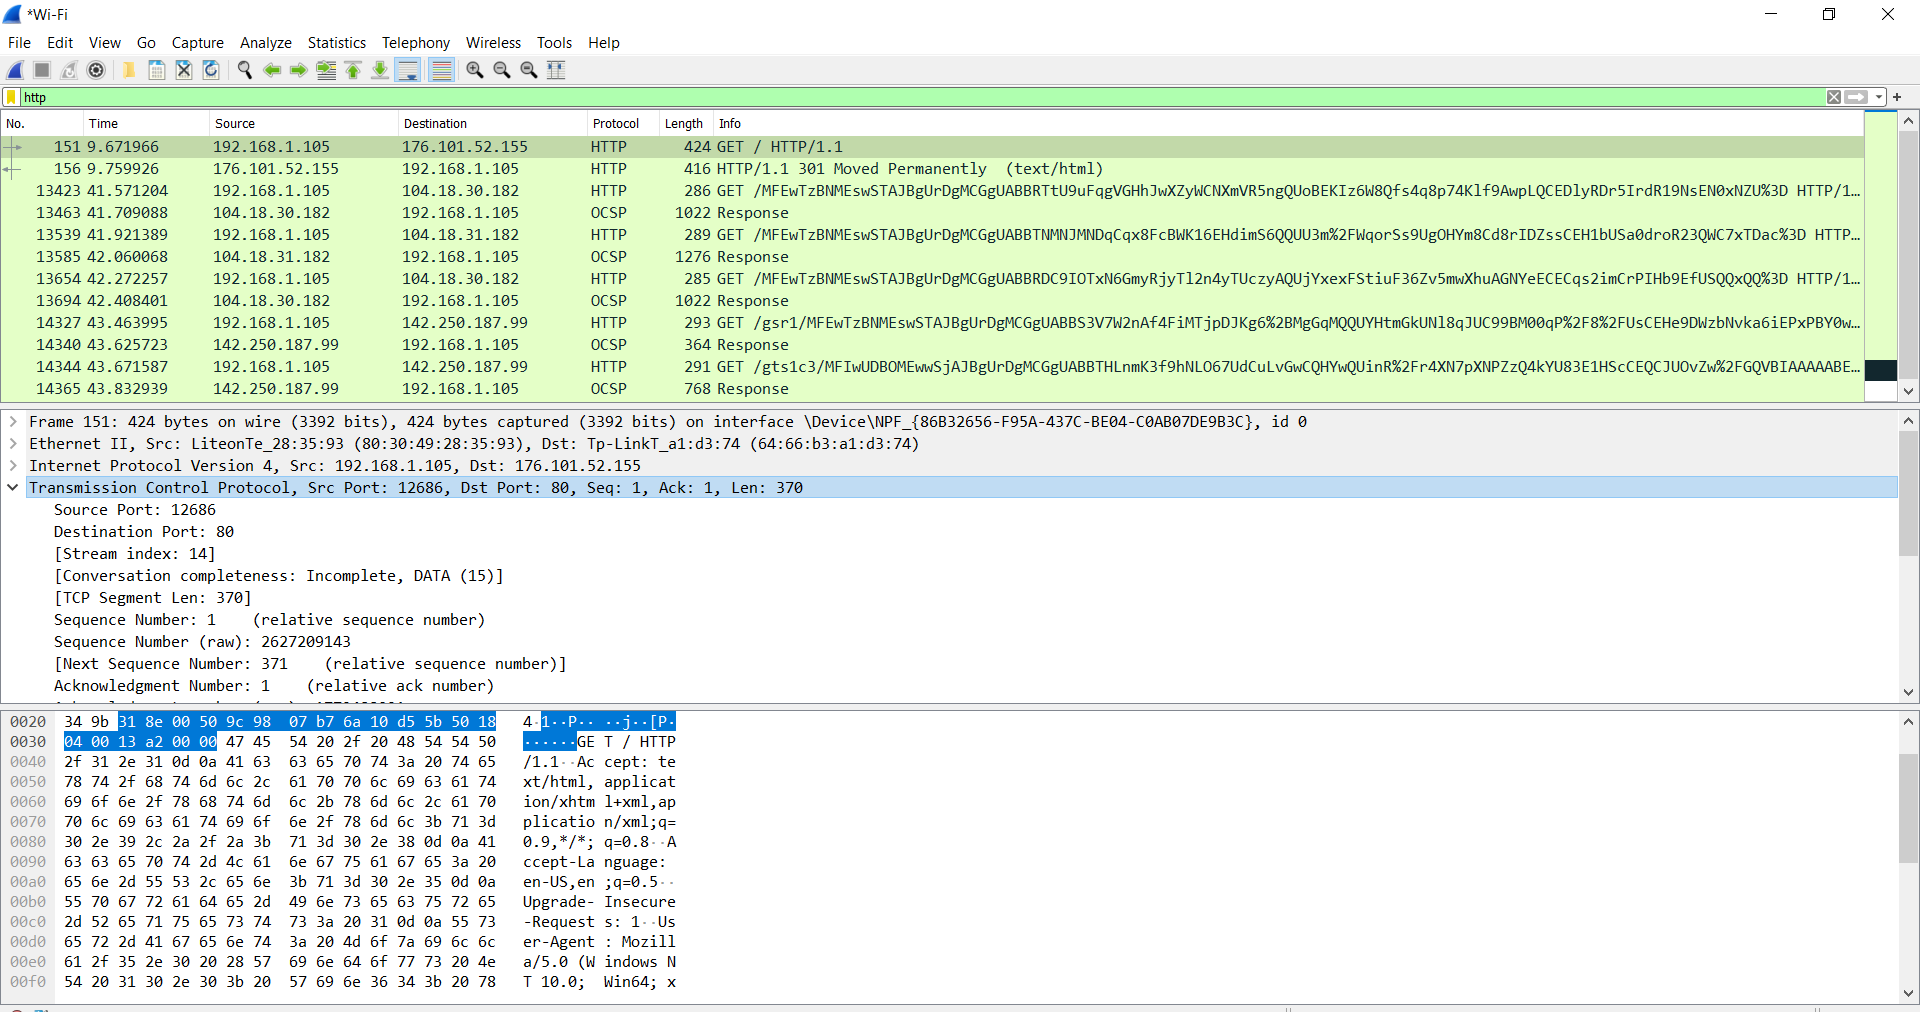 *Wi-Fi
File Edit View Go Capture Analyze Statistics Telephony Wireless Tools Help
http
No. Time Source Destination Protocol Length Info
151 9.671966 192.168.1.105 176.101.52.155 HTTP 424 GET / HTTP/1.1
156 9.759926 176.101.52.155 192.168.1.105 HTTP 416 HTTP/1.1 301 Moved Permanently (text/html)
13423 41.571204 192.168.1.105 104.18.30.182 HTTP 286 GET /MFEwTzBNMEswSTAJBgUrDgMCGgUABBRTtU9uFqgVGHhJwXZyWCNXmVR5ngQUoBEKIz6W8Qfs4q8p74Klf9AwpLQCEDlyRDr5IrdR19NsEN0xNZU%3D HTTP/1…
13463 41.709088 104.18.30.182 192.168.1.105 OCSP 1022 Response
13539 41.921389 192.168.1.105 104.18.31.182 HTTP 289 GET /MFEwTzBNMEswSTAJBgUrDgMCGgUABBTNMNJMNDqCqx8FcBWK16EHdimS6QQUU3m%2FWqorSs9UgOHYm8Cd8rIDZssCEH1bUSa0droR23QWC7xTDac%3D HTTP…
13585 42.060068 104.18.31.182 192.168.1.105 OCSP 1276 Response
13654 42.272257 192.168.1.105 104.18.30.182 HTTP 285 GET /MFEwTzBNMEswSTAJBgUrDgMCGgUABBRDC9IOTxN6GmyRjyTl2n4yTUczyAQUjYxexFStiuF36Zv5mwXhuAGNYeECECqs2imCrPIHb9EfUSQQxQQ%3D HTTP/1…
13694 42.408401 104.18.30.182 192.168.1.105 OCSP 1022 Response
14327 43.463995 192.168.1.105 142.250.187.99 HTTP 293 GET /gsr1/MFEwTzBNMEswSTAJBgUrDgMCGgUABBS3V7W2nAf4FiMTjpDJKg6%2BMgGqMQQUYHtmGkUNl8qJUC99BM00qP%2F8%2FUsCEHe9DWzbNvka6iEPxPBY0w…
14340 43.625723 142.250.187.99 192.168.1.105 OCSP 364 Response
14344 43.671587 192.168.1.105 142.250.187.99 HTTP 291 GET /gts1c3/MFIwUDBOMEwwSjAJBgUrDgMCGgUABBTHLnmK3f9hNLO67UdCuLvGwCQHYwQUinR%2Fr4XN7pXNPZzQ4kYU83E1HScCEQCJUOvZw%2FGQVBIAAAAABE…
14365 43.832939 142.250.187.99 192.168.1.105 OCSP 768 Response
Frame 151: 424 bytes on wire (3392 bits), 424 bytes captured (3392 bits) on interface \Device\NPF_{86B32656-F95A-437C-BE04-C0AB07DE9B3C}, id 0
Ethernet II, Src: LiteonTe_28:35:93 (80:30:49:28:35:93), Dst: Tp-LinkT_a1:d3:74 (64:66:b3:a1:d3:74)
Internet Protocol Version 4, Src: 192.168.1.105, Dst: 176.101.52.155
Transmission Control Protocol, Src Port: 12686, Dst Port: 80, Seq: 1, Ack: 1, Len: 370
Source Port: 12686
Destination Port: 80
[Stream index: 14]
[Conversation completeness: Incomplete, DATA (15)]
[TCP Segment Len: 370]
Sequence Number: 1 (relative sequence number)
Sequence Number (raw): 2627209143
[Next Sequence Number: 371 (relative sequence number)]
Acknowledgment Number: 1 (relative ack number)
0020 34 9b 31 8e 00 50 9c 98 07 b7 6a 10 d5 5b 50 18 4·1··P·· ··j··[P·
0030 04 00 13 a2 00 00 47 45 54 20 2f 20 48 54 54 50 ······GE T / HTTP
0040 2f 31 2e 31 0d 0a 41 63 63 65 70 74 3a 20 74 65 /1.1··Ac cept: te
0050 78 74 2f 68 74 6d 6c 2c 61 70 70 6c 69 63 61 74 xt/html, applicat
0060 69 6f 6e 2f 78 68 74 6d 6c 2b 78 6d 6c 2c 61 70 ion/xhtm l+xml,ap
0070 70 6c 69 63 61 74 69 6f 6e 2f 78 6d 6c 3b 71 3d plicatio n/xml;q=
0080 30 2e 39 2c 2a 2f 2a 3b 71 3d 30 2e 38 0d 0a 41 0.9,*/*; q=0.8··A
0090 63 63 65 70 74 2d 4c 61 6e 67 75 61 67 65 3a 20 ccept-La nguage:
00a0 65 6e 2d 55 53 2c 65 6e 3b 71 3d 30 2e 35 0d 0a en-US,en ;q=0.5··
00b0 55 70 67 72 61 64 65 2d 49 6e 73 65 63 75 72 65 Upgrade- Insecure
00c0 2d 52 65 71 75 65 73 74 73 3a 20 31 0d 0a 55 73 -Request s: 1··Us
00d0 65 72 2d 41 67 65 6e 74 3a 20 4d 6f 7a 69 6c 6c er-Agent : Mozill
00e0 61 2f 35 2e 30 20 28 57 69 6e 64 6f 77 73 20 4e a/5.0 (W indows N
00f0 54 20 31 30 2e 30 3b 20 57 69 6e 36 34 3b 20 78 T 10.0; Win64; x